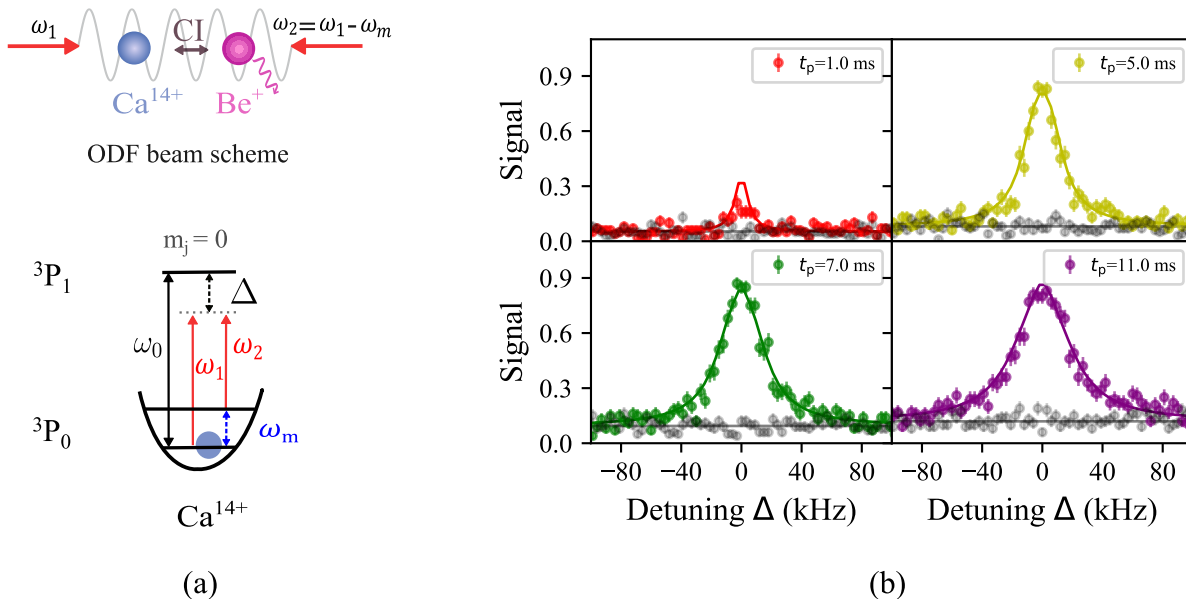 ω₁
CI
ω₂=ω₁-ωₘ
Ca¹⁴⁺
Be⁺
ODF beam scheme
mⱼ = 0
³P₁
Δ
ω₀
ω₁
ω₂
³P₀
ωₘ
Ca¹⁴⁺
(a)
Signal
0.9
0.6
0.3
0.0
tₚ=1.0 ms
tₚ=5.0 ms
Signal
0.9
0.6
0.3
0.0
tₚ=7.0 ms
tₚ=11.0 ms
−80 −40 0 40 80
−80 −40 0 40 80
Detuning Δ (kHz)
Detuning Δ (kHz)
(b)